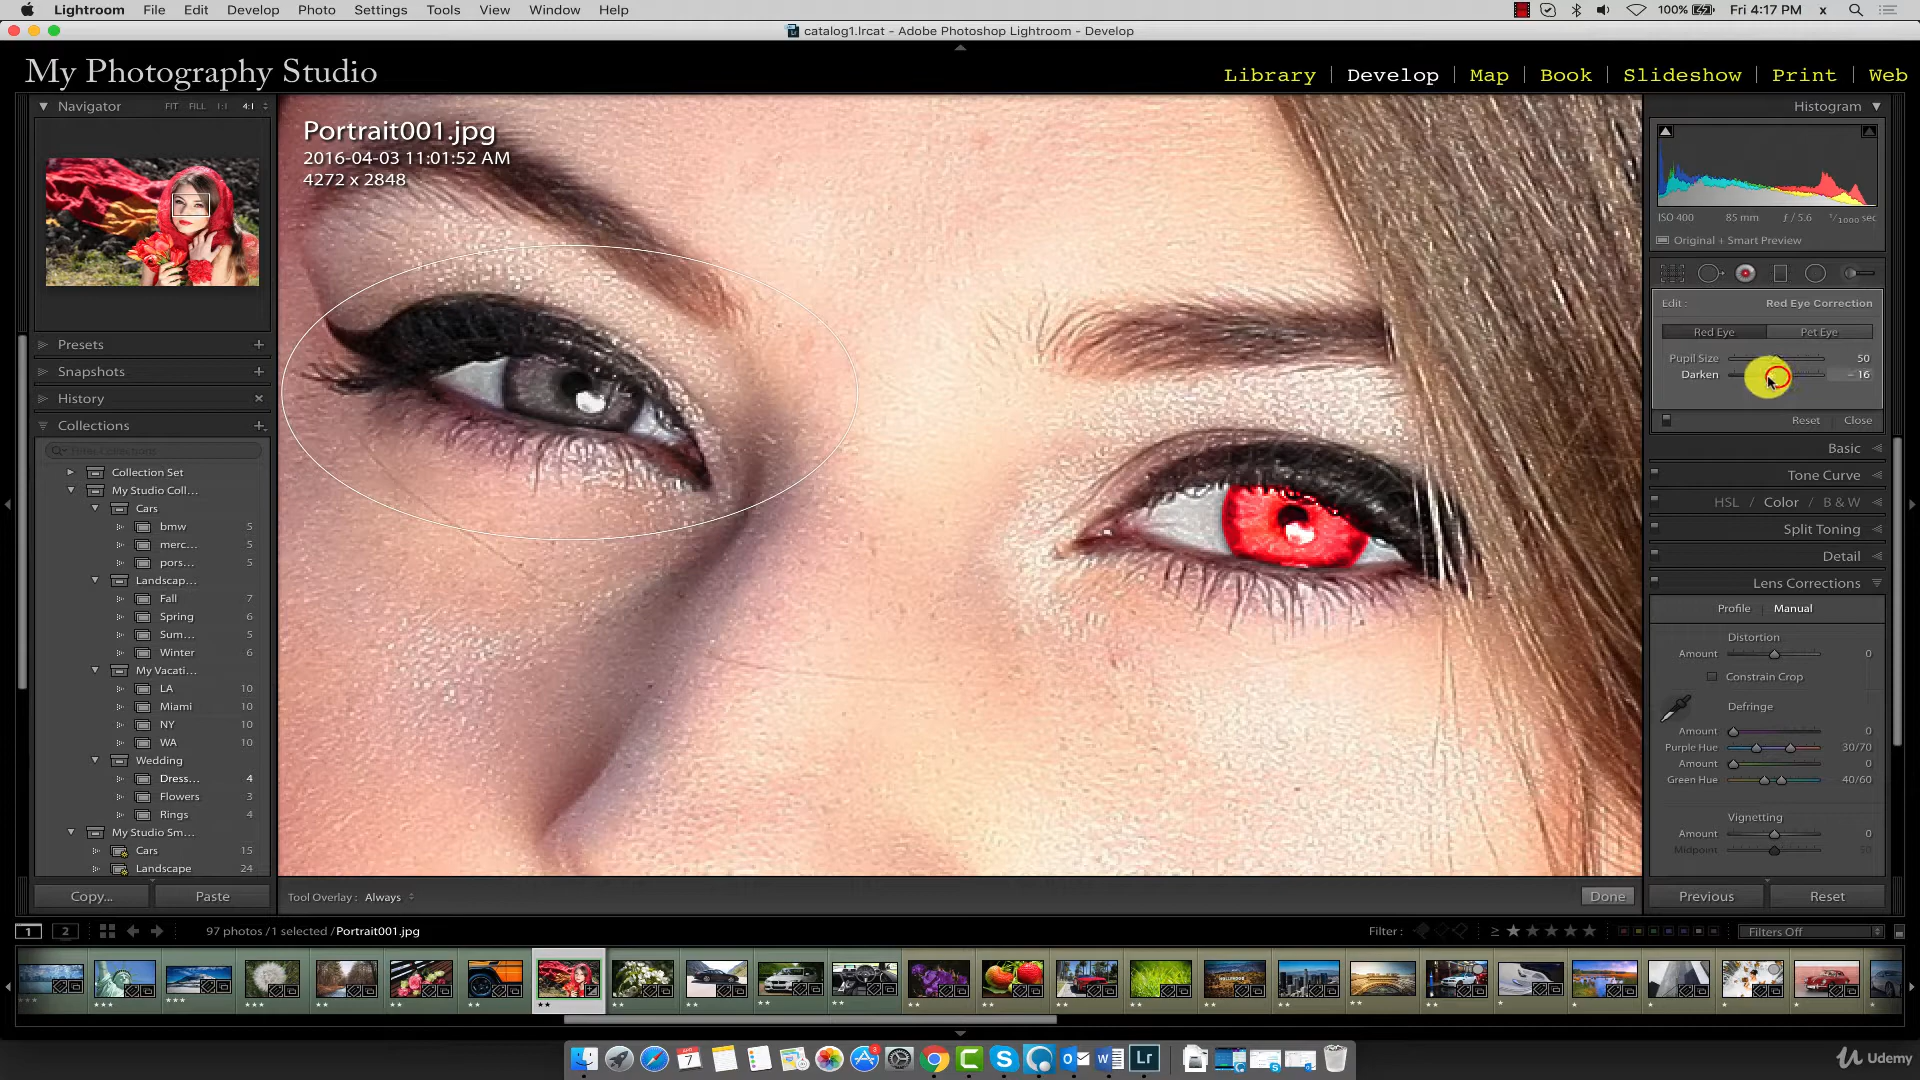 Lightroom File Edit Develop Photo Settings Tools View Window Help 100% Fri 4:17 PM x
catalog1.lrcat - Adobe Photoshop Lightroom - Develop
My Photography Studio
Library | Develop | Map | Book | Slideshow | Print | Web
Navigator FIT FILL 1:1 4:1
Histogram
Portrait001.jpg
2016-04-03 11:01:52 AM
4272 x 2848
ISO 400 85 mm ƒ / 5.6 1/1000 sec
Original + Smart Preview
Edit : Red Eye Correction
Red Eye Pet Eye
Pupil Size 50
Darken - 16
Reset Close
Presets
Snapshots
History
Collections
Filter Collections
Collection Set
My Studio Coll...
Cars
bmw 5
merc... 5
pors... 5
Landscap...
Fall 7
Spring 6
Sum... 5
Winter 6
My Vacati...
LA 10
Miami 10
NY 10
WA 10
Wedding
Dress... 4
Flowers 3
Rings 4
My Studio Sm...
Cars 15
Landscape 24
Copy... Paste
Basic
Tone Curve
HSL / Color / B & W
Split Toning
Detail
Lens Corrections
Profile Manual
Distortion
Amount 0
Constrain Crop
Defringe
Amount 0
Purple Hue 30/70
Amount 0
Green Hue 40/60
Vignetting
Amount 0
Midpoint 50
Tool Overlay : Always Done
Previous Reset
1 2 97 photos /1 selected /Portrait001.jpg Filter : Filters Off
Lr
Udemy